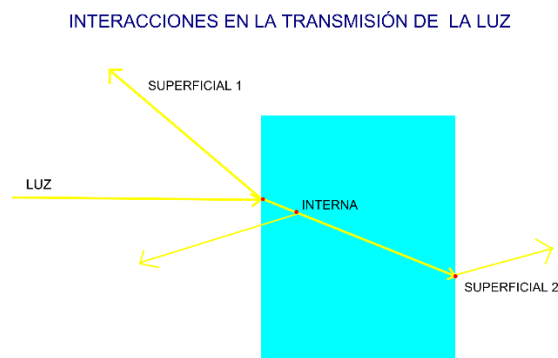 INTERACCIONES EN LA TRANSMISIÓN DE LA LUZ
SUPERFICIAL 1
LUZ
INTERNA
SUPERFICIAL 2